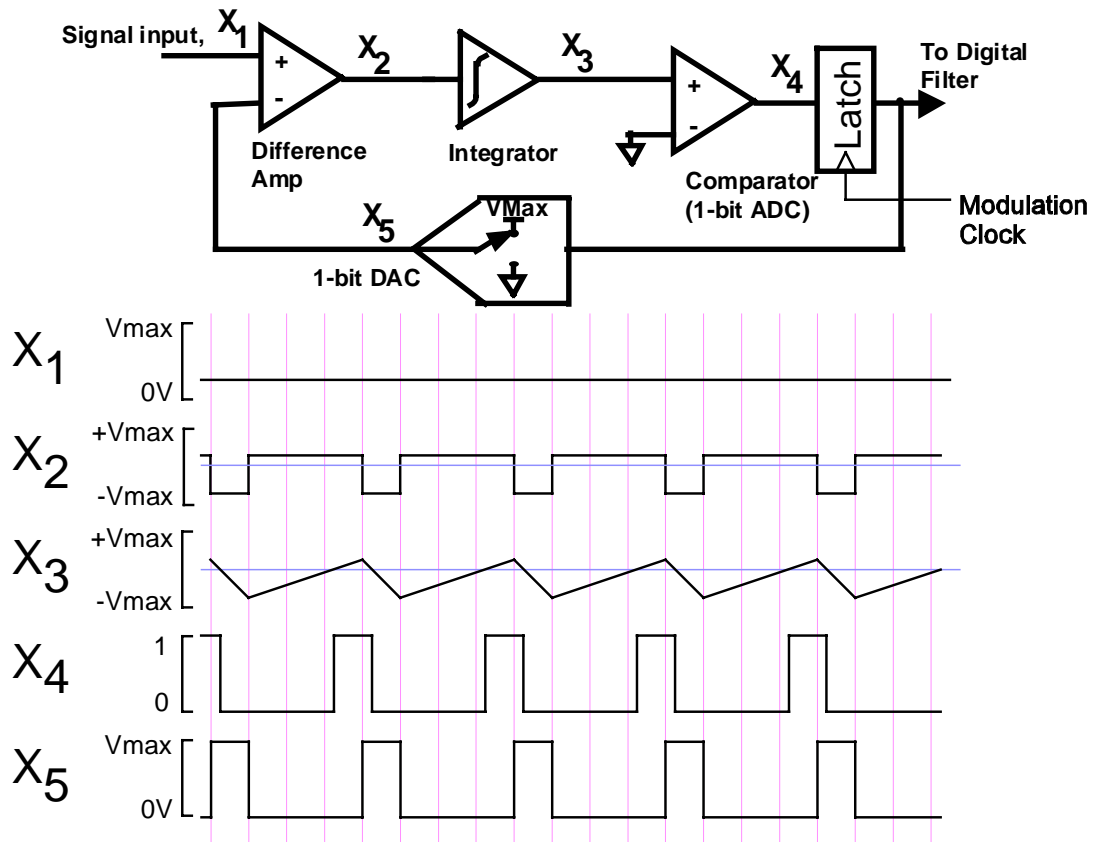 Signal input, X1
X2
X3
X4
To Digital
Filter
+
-
+
-
Latch
Difference
Amp
Integrator
Comparator
(1-bit ADC)
Modulation
Clock
X5
VMax
1-bit DAC
X1
Vmax
0V
X2
+Vmax
-Vmax
X3
+Vmax
-Vmax
X4
1
0
X5
Vmax
0V